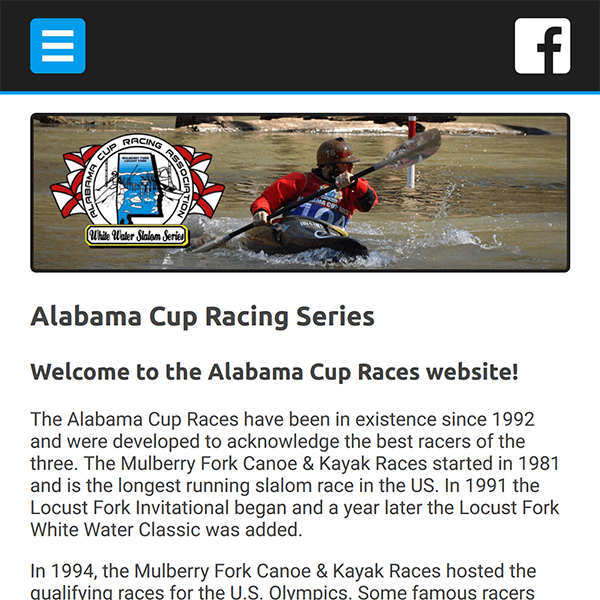 f
ALABAMA CUP RACING ASSOCIATION
MULBERRY FORK
LOCUST FORK
White Water Slalom Series
Alabama Cup Racing Series
Welcome to the Alabama Cup Races website!
The Alabama Cup Races have been in existence since 1992
and were developed to acknowledge the best racers of the
three. The Mulberry Fork Canoe & Kayak Races started in 1981
and is the longest running slalom race in the US. In 1991 the
Locust Fork Invitational began and a year later the Locust Fork
White Water Classic was added.
In 1994, the Mulberry Fork Canoe & Kayak Races hosted the
qualifying races for the U.S. Olympics. Some famous racers